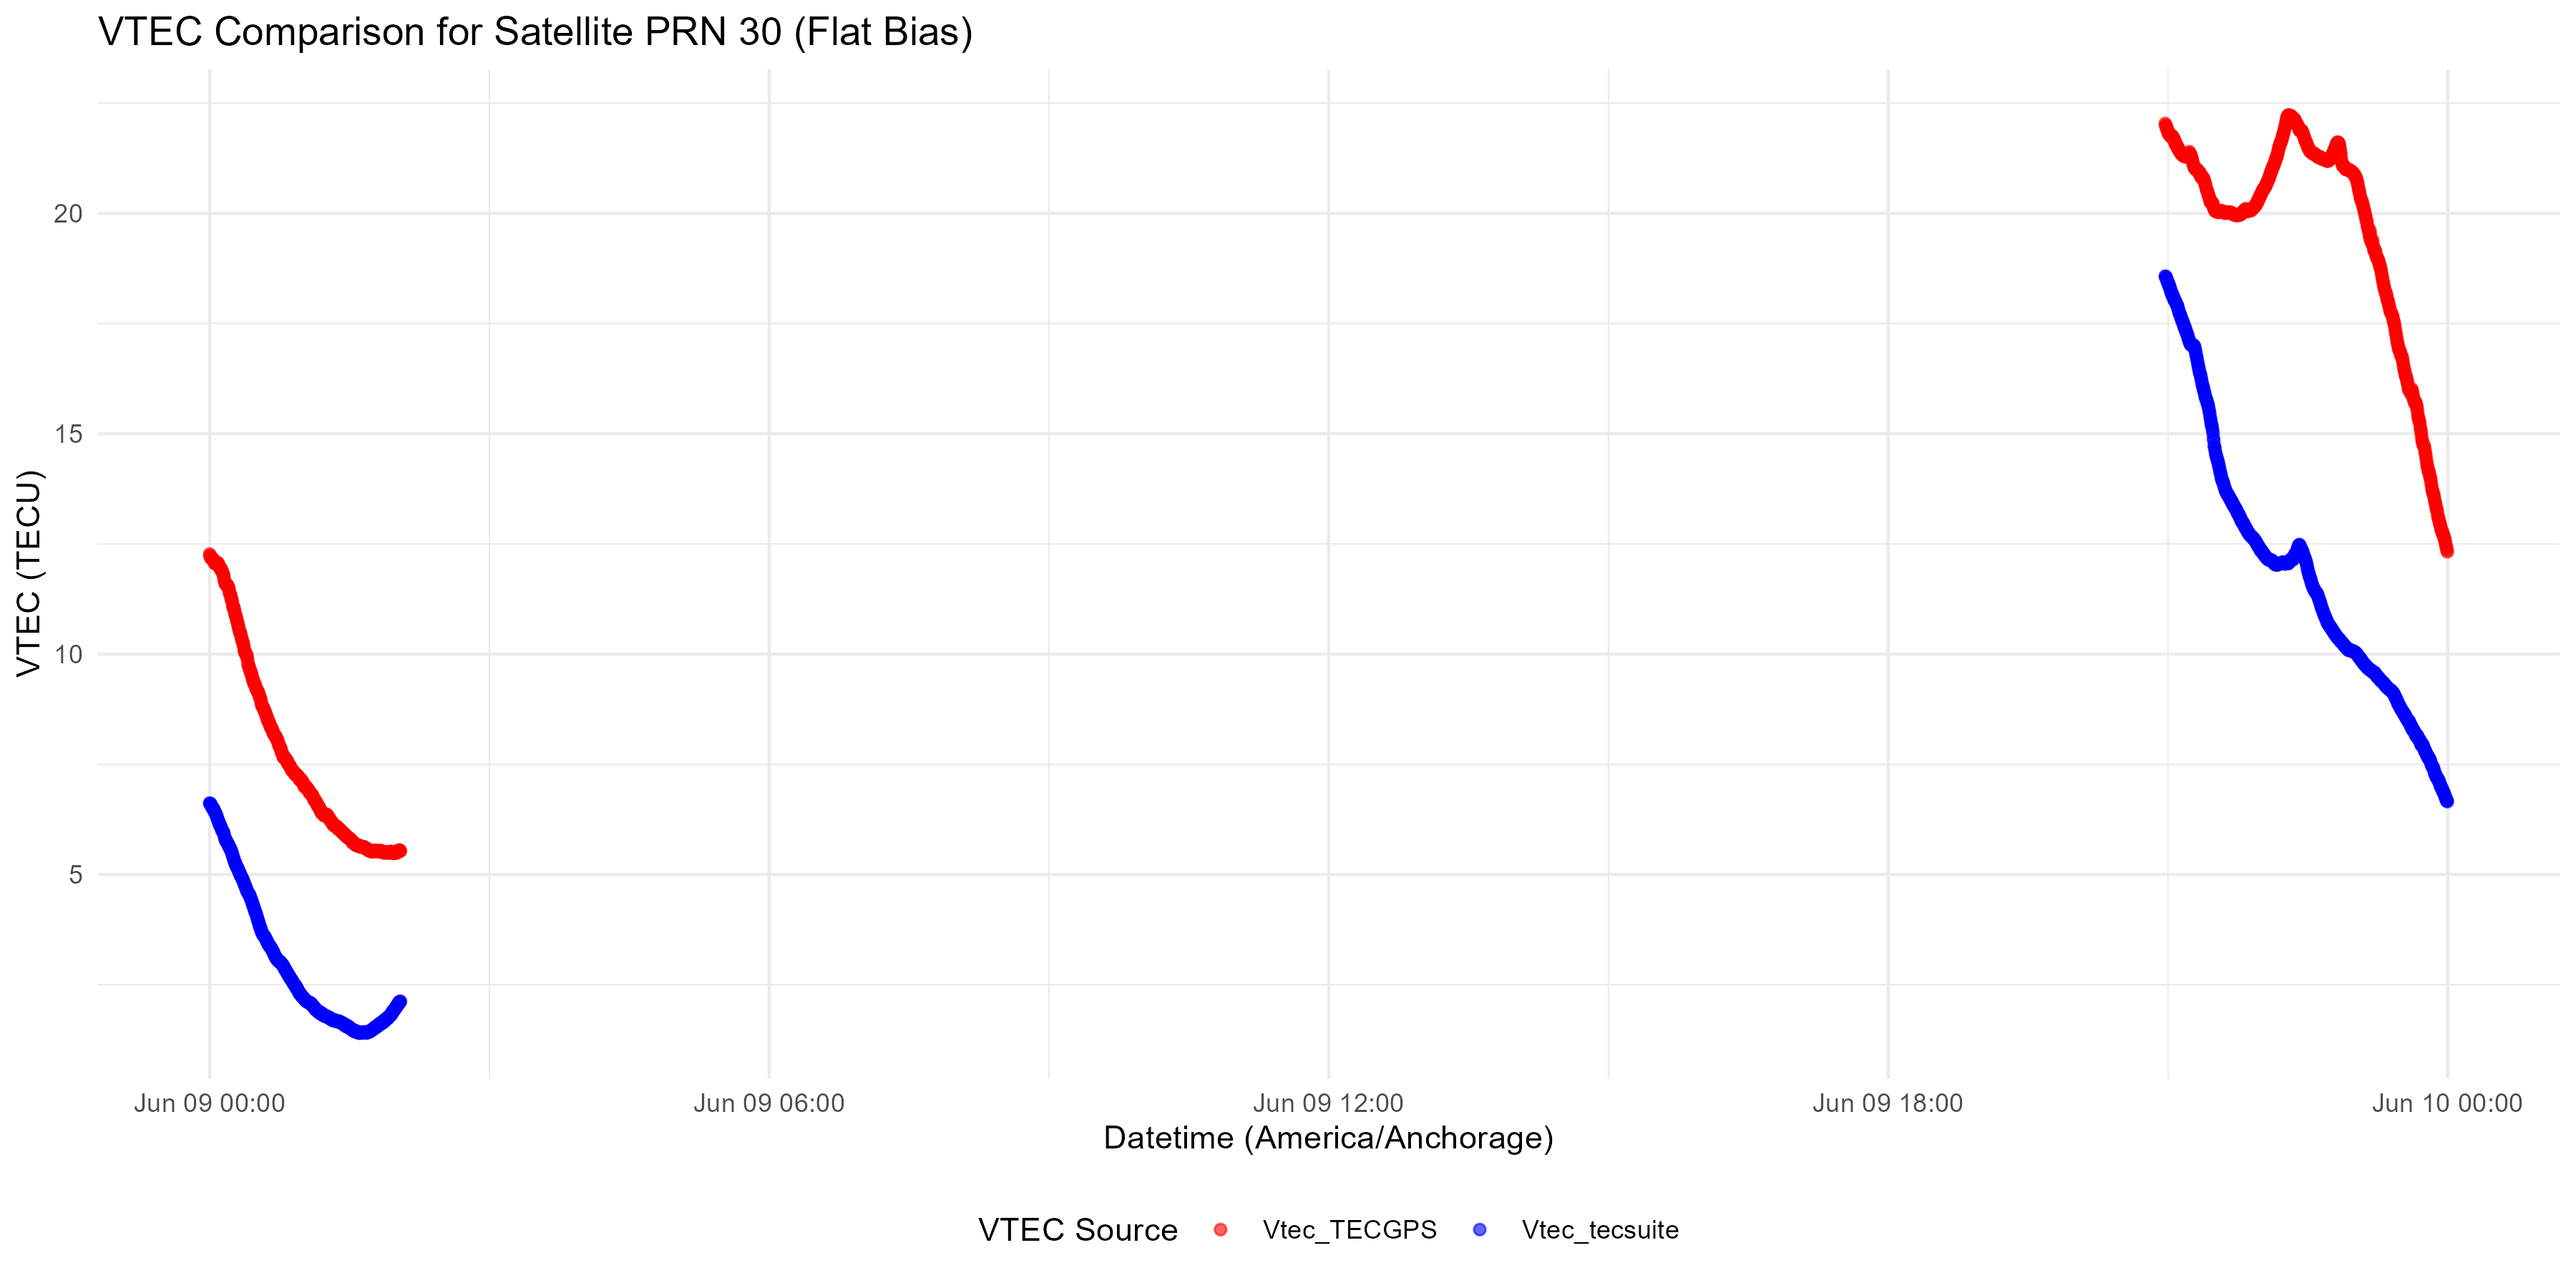 VTEC Comparison for Satellite PRN 30 (Flat Bias)
VTEC (TECU)
20
15
10
5
Jun 09 00:00 Jun 09 06:00 Jun 09 12:00 Jun 09 18:00 Jun 10 00:00
Datetime (America/Anchorage)
VTEC Source Vtec_TECGPS Vtec_tecsuite